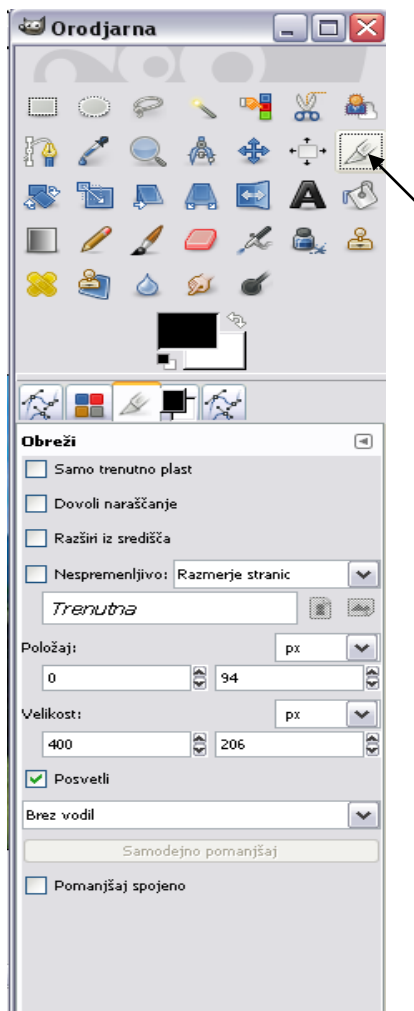 Orodjarna
Obreži
Samo trenutno plast
Dovoli naraščanje
Razširi iz središča
Nespremenljivo: Razmerje stranic
Trenutna
Položaj: px
0 94
Velikost: px
400 206
Posvetli
Brez vodil
Samodejno pomanjšaj
Pomanjšaj spojeno